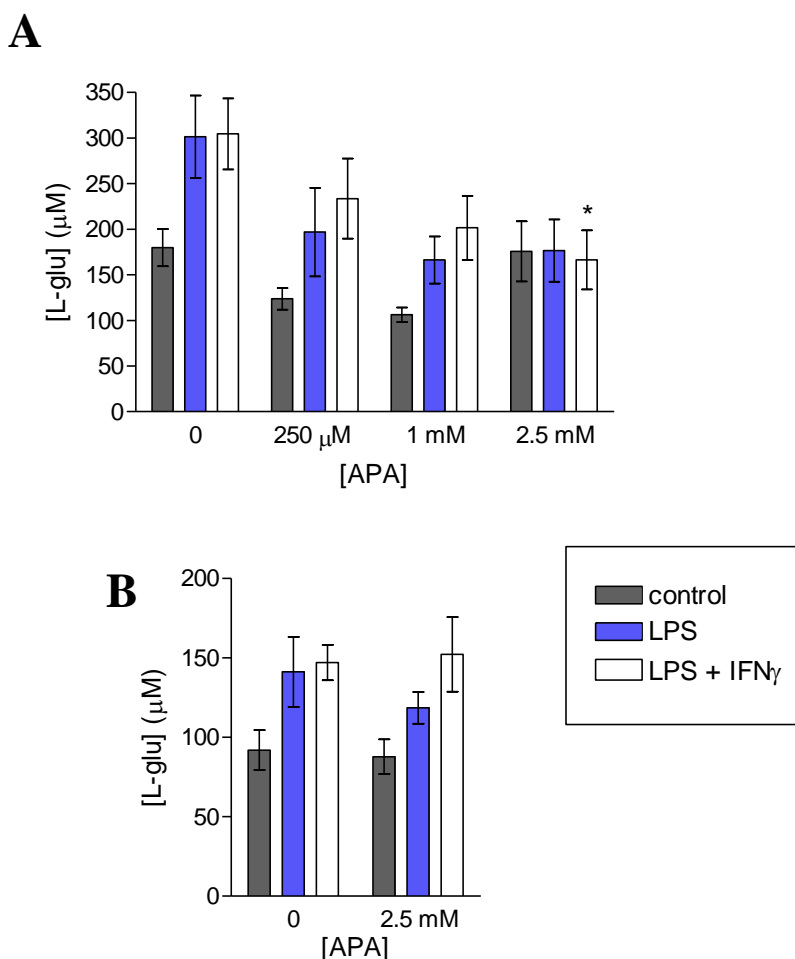 A
350
300
250
200
150
100
50
0
[L-glu] (μM)
*
0 250 μM 1 mM 2.5 mM
[APA]
B
200
150
100
50
0
[L-glu] (μM)
0 2.5 mM
[APA]
control
LPS
LPS + IFNγ